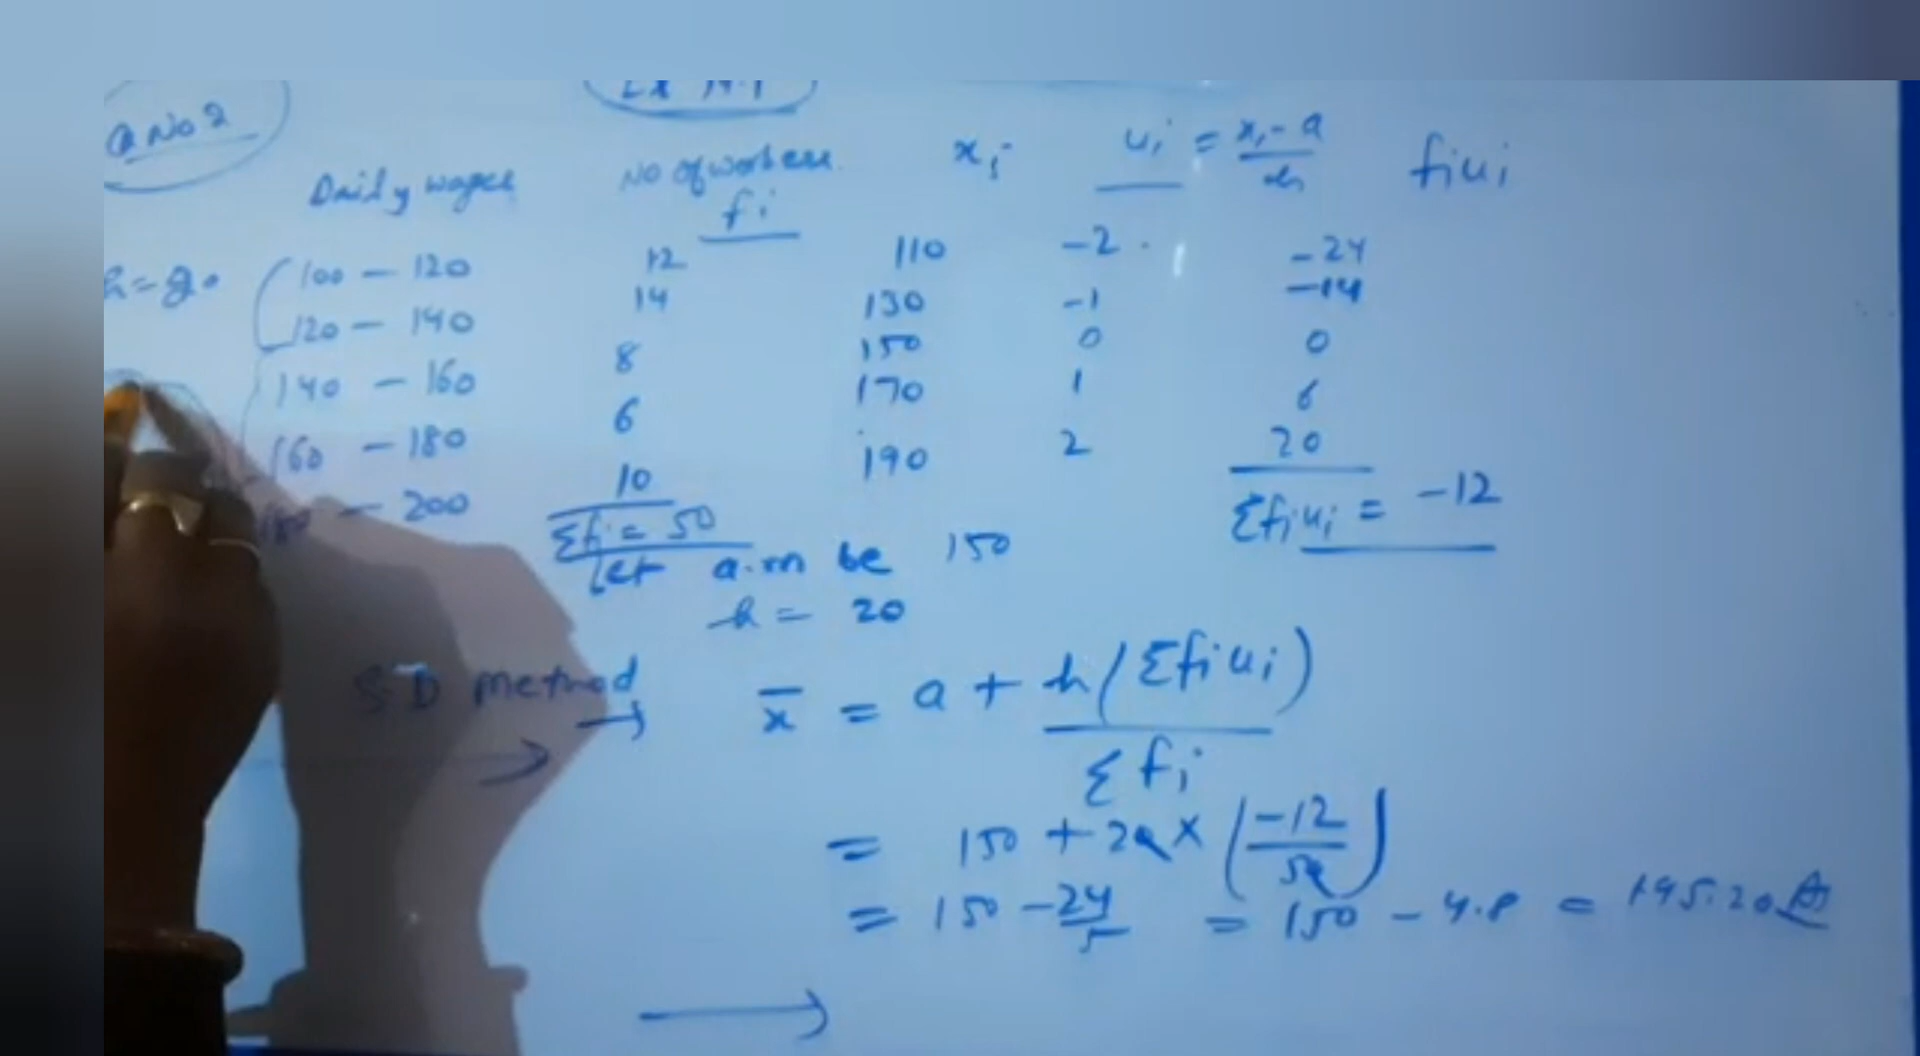 Q No 2
Ex 14.1
Daily wages No of workers xi ui = xi - a / h fiui
fi
h = 20
100 - 120 12 110 -2 -24
120 - 140 14 130 -1 -14
140 - 160 8 150 0 0
160 - 180 6 170 1 6
180 - 200 10 190 2 20
Σfi = 50 Σfiui = -12
let a.m be 150
h = 20
S D method → x̄ = a + h (Σfiui) / Σfi
→ = 150 + 20 x (-12 / 50)
= 150 - 24/5 = 150 - 4.8 = 145.20
→